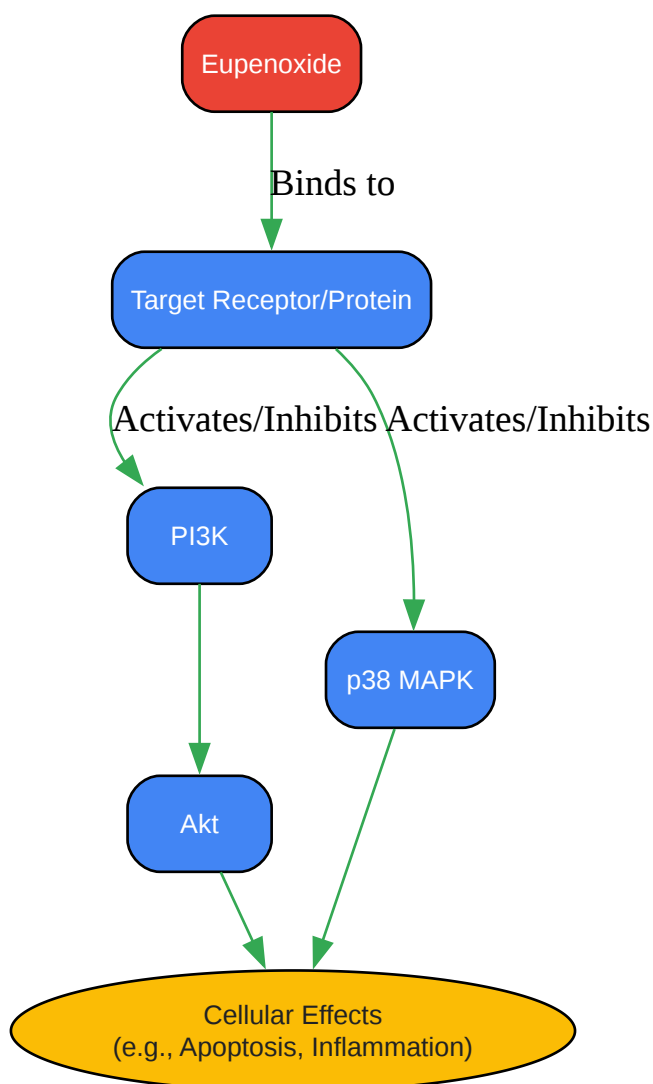 Eupenoxide
Binds to
Target Receptor/Protein
Activates/Inhibits Activates/Inhibits
PI3K
p38 MAPK
Akt
Cellular Effects
(e.g., Apoptosis, Inflammation)